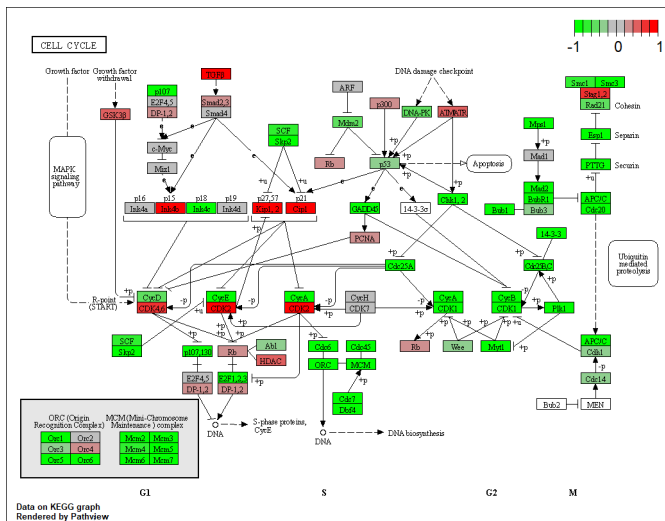 CELL CYCLE
-1 0 1
Growth factor
Growth factor
withdrawal
TGFβ
DNA damage checkpoint
GSK3β
p107
E2F4,5
DP-1,2
Smad2,3
Smad4
ARF
p300
DNA-PK
ATM/ATR
Smc1
Smc3
Stag1,2
Rad21
Cohesin
Mdm2
SCF
Skp2
c-Myc
Miz1
Rb
p53
Apoptosis
Mps1
Mad1
Esp1
Separin
PTTG
Securin
MAPK
signaling
pathway
p16
Ink4a
p15
Ink4b
p18
Ink4c
p19
Ink4d
p27,57
Kip1, 2
p21
Cip1
GADD45
14-3-3σ
Chk1, 2
Mad2
BubR1
Bub3
Bub1
APC/C
Cdc20
PCNA
14-3-3
Cdc25A
Cdc25B,C
Ubiquitin
mediated
proteolysis
R-point
(START)
CycD
CDK4,6
CycE
CDK2
CycA
CDK2
CycH
CDK7
CycA
CDK1
CycB
CDK1
Plk1
SCF
Skp2
p107,130
Rb
Abl
HDAC
Cdc6
Cdc45
ORC
MCM
Rb
Wee
Myt1
APC/C
Cdh1
E2F4,5
DP-1,2
E2F1,2,3
DP-1,2
Cdc7
Dbf4
Cdc14
Bub2
MEN
DNA
S-phase proteins,
CycE
DNA
DNA biosynthesis
ORC (Origin
Recognition Complex)
MCM (Mini-Chromosome
Maintenance) complex
Orc1 Orc2 Mcm2 Mcm3
Orc3 Orc4 Mcm4 Mcm5
Orc5 Orc6 Mcm6 Mcm7
G1 S G2 M
Data on KEGG graph
Rendered by Pathview